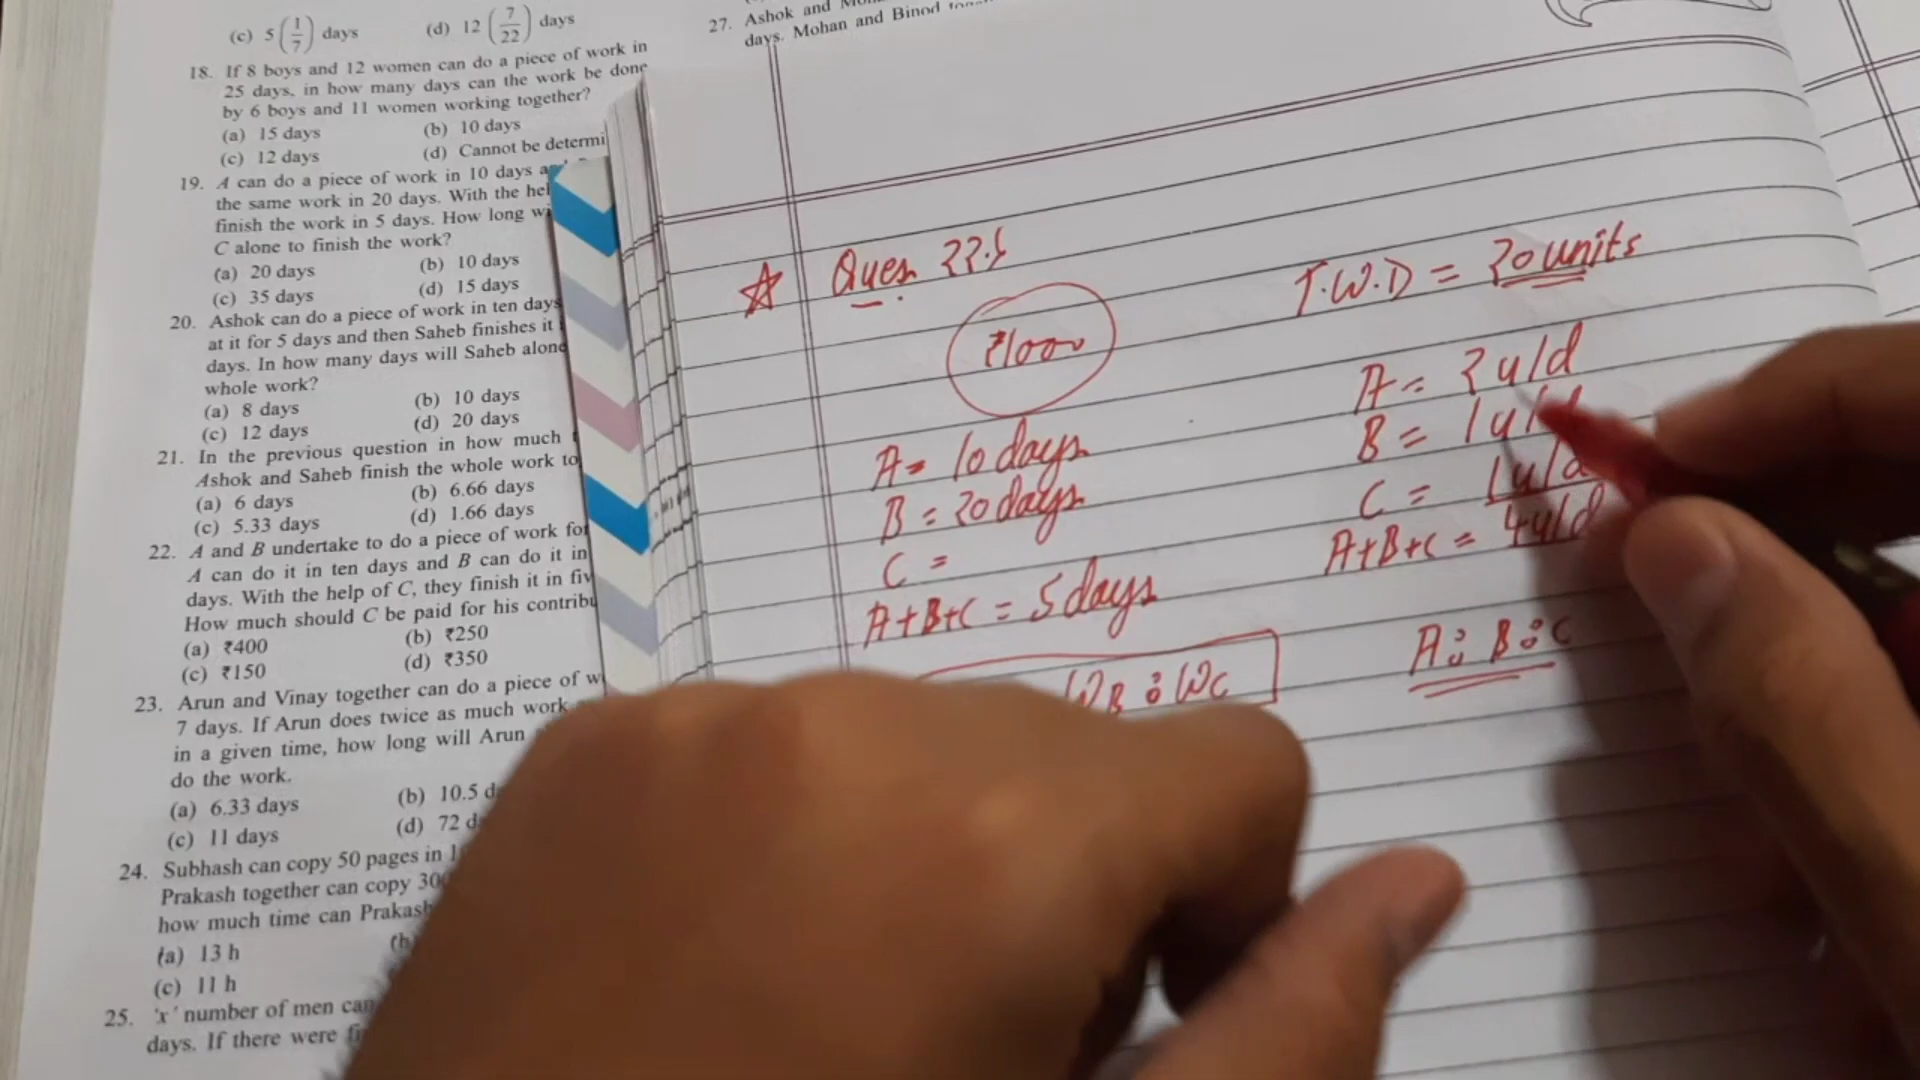 (c) 5(1/7) days (d) 12(7/22) days
18. If 8 boys and 12 women can do a piece of work in
25 days, in how many days can the work be done
by 6 boys and 11 women working together?
(a) 15 days (b) 10 days
(c) 12 days (d) Cannot be determi
19. A can do a piece of work in 10 days a
the same work in 20 days. With the hel
finish the work in 5 days. How long wi
C alone to finish the work?
(a) 20 days (b) 10 days
(c) 35 days (d) 15 days
20. Ashok can do a piece of work in ten days
at it for 5 days and then Saheb finishes it
days. In how many days will Saheb alone
whole work?
(a) 8 days (b) 10 days
(c) 12 days (d) 20 days
21. In the previous question in how much
Ashok and Saheb finish the whole work to
(a) 6 days (b) 6.66 days
(c) 5.33 days (d) 1.66 days
22. A and B undertake to do a piece of work for
A can do it in ten days and B can do it in
days. With the help of C, they finish it in fiv
How much should C be paid for his contribu
(a) ₹400 (b) ₹250
(c) ₹150 (d) ₹350
23. Arun and Vinay together can do a piece of w
7 days. If Arun does twice as much work
in a given time, how long will Arun
do the work.
(a) 6.33 days (b) 10.5 d
(c) 11 days (d) 72 d
24. Subhash can copy 50 pages in 1
Prakash together can copy 300
how much time can Prakash
(a) 13 h (b)
(c) 11 h
25. 'x' number of men can
days. If there were fi
27. Ashok and
days. Mohan and Binod
Ques. 22.
₹1000
A = 10 days
B = 20 days
C =
A+B+C = 5 days
WB : WC
T.W.D = 20 units
A = 2u/d
B = 1u/d
C = 1u/d
A+B+C = 4u/d
A : B : C